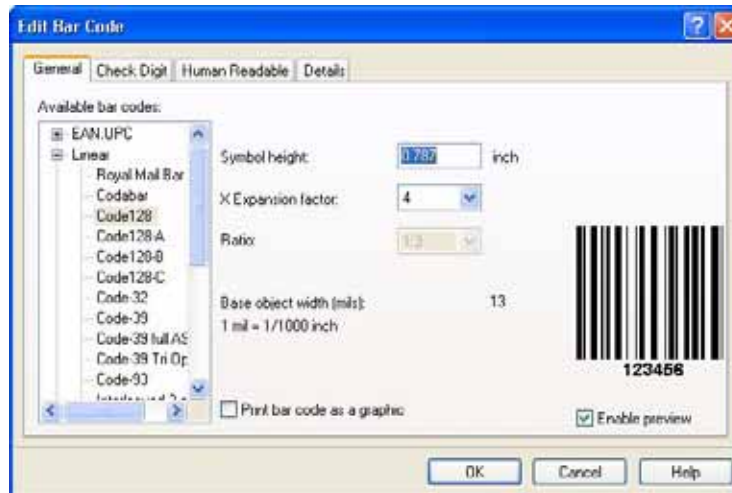 Edit Bar Code
General Check Digit Human Readable Details
Available bar codes:
EAN.UPC
Linear
Royal Mail Bar
Codabar
Code128
Code128-A
Code128-B
Code128-C
Code-32
Code-39
Code-39 full AS
Code-39 Tri Op
Code-93
Symbol height: 0.787 inch
X Expansion factor: 4
Ratio: 1:3
Base object width (mils): 13
1 mil = 1/1000 inch
Print bar code as a graphic
123456
Enable preview
OK Cancel Help